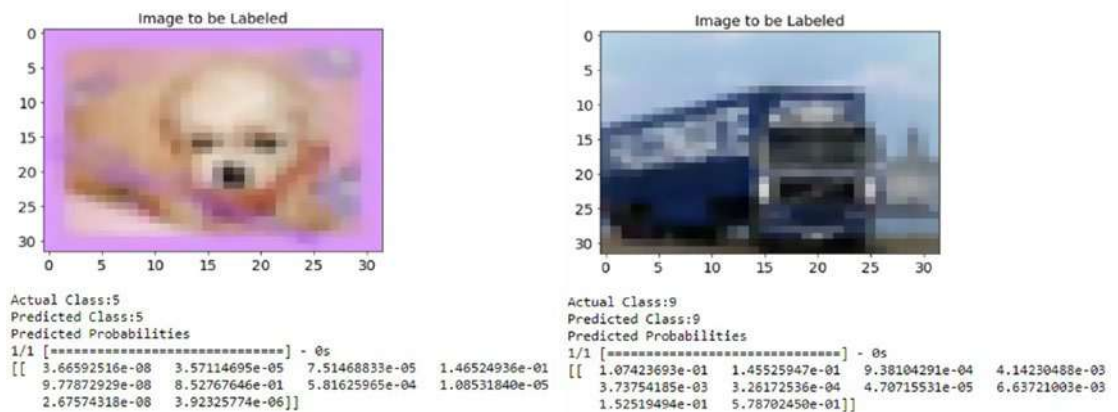 Image to be Labeled
0
5
10
15
20
25
30
0 5 10 15 20 25 30
Actual Class:5
Predicted Class:5
Predicted Probabilities
1/1 [==============================] - 0s
[[ 3.66592516e-08 3.57114695e-05 7.51468833e-05 1.46524936e-01
9.77872929e-08 8.52767646e-01 5.81625965e-04 1.08531840e-05
2.67574318e-08 3.92325774e-06]]
Image to be Labeled
0
5
10
15
20
25
30
0 5 10 15 20 25 30
Actual Class:9
Predicted Class:9
Predicted Probabilities
1/1 [==============================] - 0s
[[ 1.07423693e-01 1.45525947e-01 9.38104291e-04 4.14230488e-03
3.73754185e-03 3.26172536e-04 4.70715531e-05 6.63721003e-03
1.52519494e-01 5.78702450e-01]]